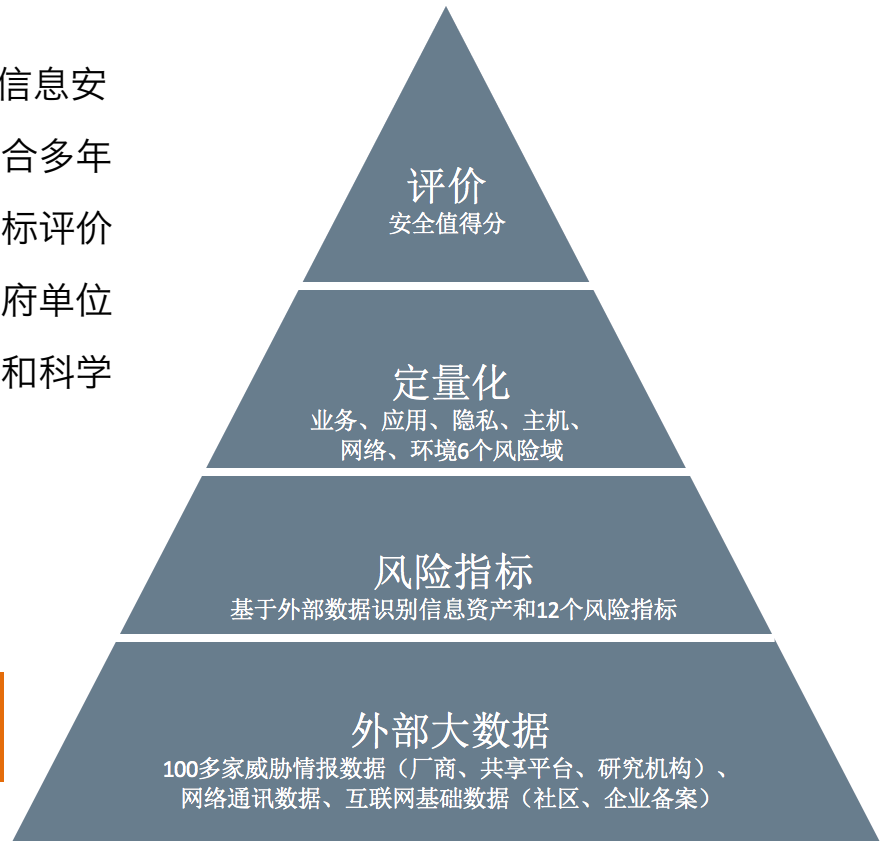 信息安
合多年
标评价
府单位
和科学
评价
安全值得分
定量化
业务、应用、隐私、主机、
网络、环境6个风险域
风险指标
基于外部数据识别信息资产和12个风险指标
外部大数据
100多家威胁情报数据（厂商、共享平台、研究机构）、
网络通讯数据、互联网基础数据（社区、企业备案）